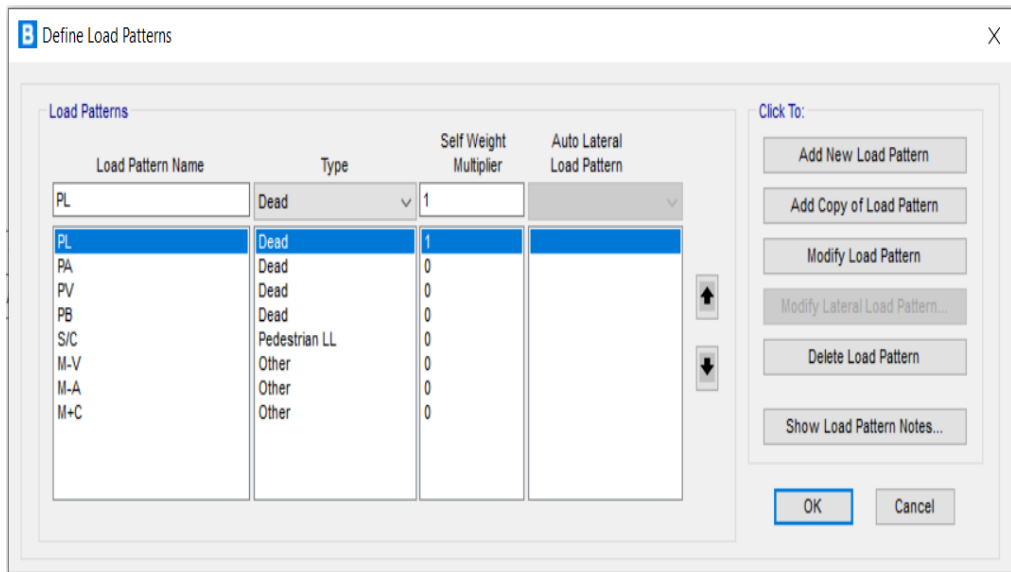 B Define Load Patterns X
Load Patterns
Click To:
Load Pattern Name Type Self Weight Multiplier Auto Lateral Load Pattern
PL Dead 1
PL Dead 1
PA Dead 0
PV Dead 0
PB Dead 0
S/C Pedestrian LL 0
M-V Other 0
M-A Other 0
M+C Other 0
Add New Load Pattern
Add Copy of Load Pattern
Modify Load Pattern
Modify Lateral Load Pattern...
Delete Load Pattern
Show Load Pattern Notes...
OK Cancel